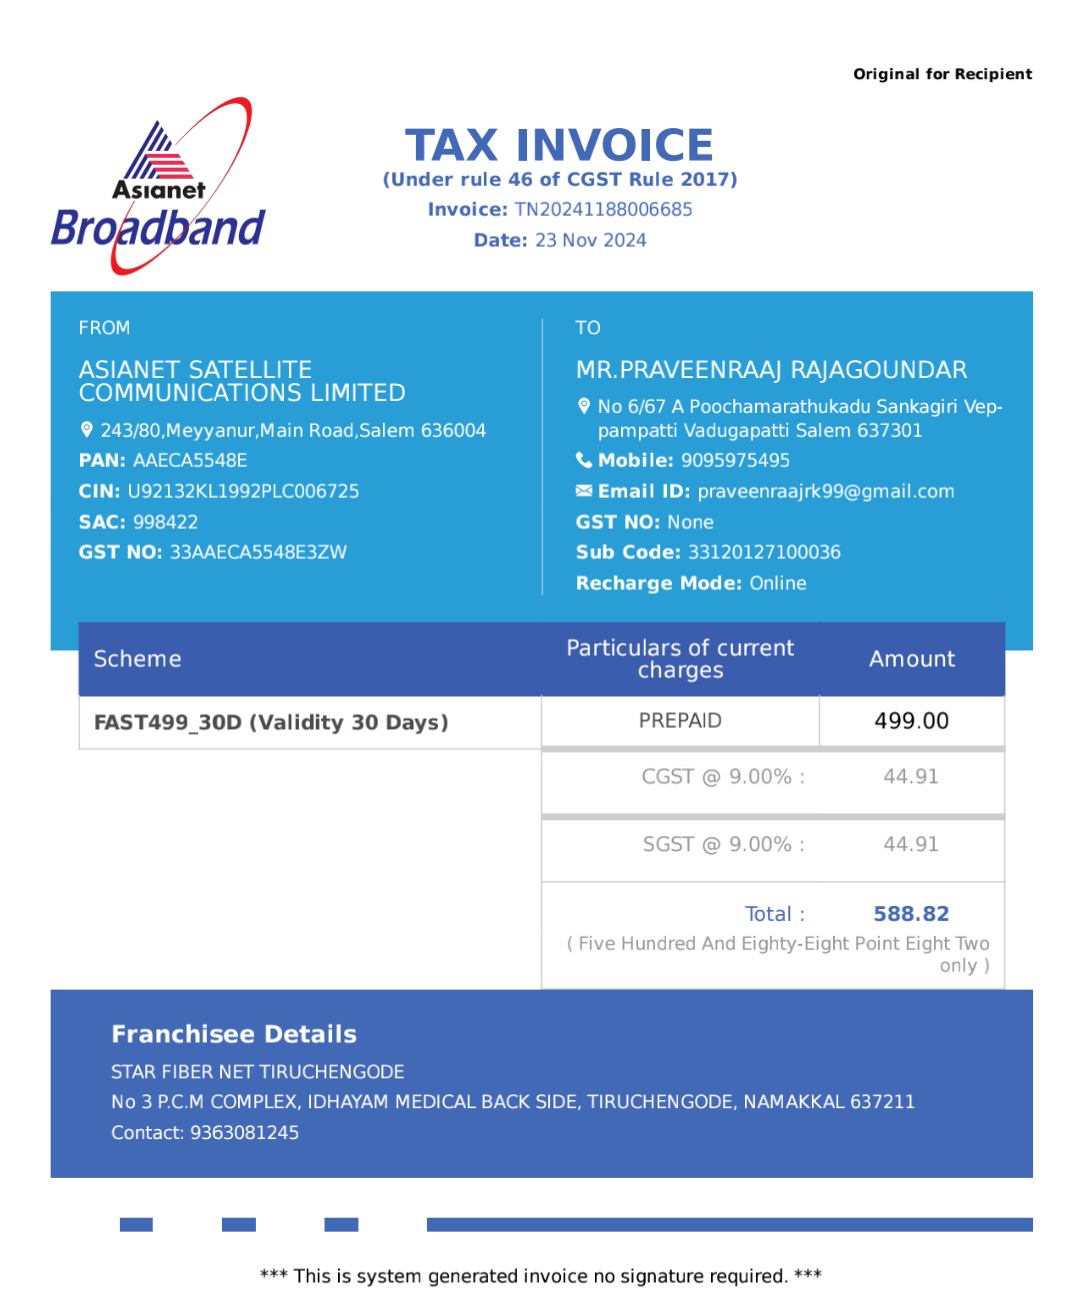 Original for Recipient
Asianet
Broadband
TAX INVOICE
(Under rule 46 of CGST Rule 2017)
Invoice: TN20241188006685
Date: 23 Nov 2024
FROM
ASIANET SATELLITE
COMMUNICATIONS LIMITED
243/80,Meyyanur,Main Road,Salem 636004
PAN: AAECA5548E
CIN: U92132KL1992PLC006725
SAC: 998422
GST NO: 33AAECA5548E3ZW
TO
MR.PRAVEENRAAJ RAJAGOUNDAR
No 6/67 A Poochamarathukadu Sankagiri Vep-
pampatti Vadugapatti Salem 637301
Mobile: 9095975495
Email ID: praveenraajrk99@gmail.com
GST NO: None
Sub Code: 33120127100036
Recharge Mode: Online
Scheme
Particulars of current
charges
Amount
FAST499_30D (Validity 30 Days)
PREPAID
499.00
CGST @ 9.00% :
44.91
SGST @ 9.00% :
44.91
Total :
588.82
( Five Hundred And Eighty-Eight Point Eight Two
only )
Franchisee Details
STAR FIBER NET TIRUCHENGODE
No 3 P.C.M COMPLEX, IDHAYAM MEDICAL BACK SIDE, TIRUCHENGODE, NAMAKKAL 637211
Contact: 9363081245
*** This is system generated invoice no signature required. ***